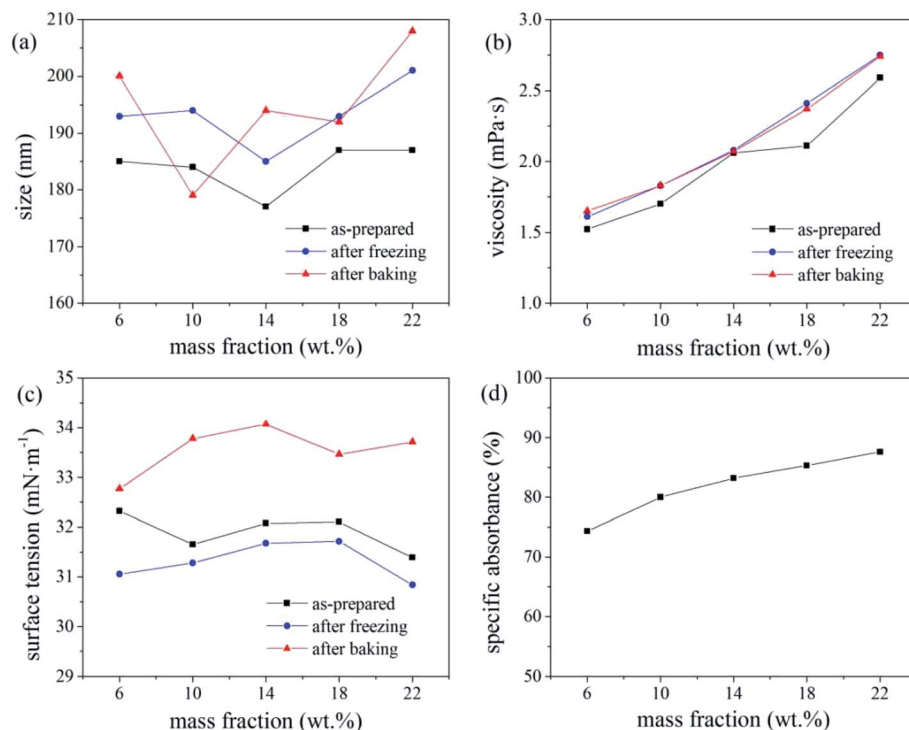 (a)
210
200
190
180
170
160
size (nm)
as-prepared
after freezing
after baking
6 10 14 18 22
mass fraction (wt.%)
(b)
3.0
2.5
2.0
1.5
1.0
viscosity (mPa·s)
as-prepared
after freezing
after baking
6 10 14 18 22
mass fraction (wt.%)
(c)
35
34
33
32
31
30
29
surface tension (mN·m⁻¹)
as-prepared
after freezing
after baking
6 10 14 18 22
mass fraction (wt.%)
(d)
100
90
80
70
60
50
specific absorbance (%)
6 10 14 18 22
mass fraction (wt.%)